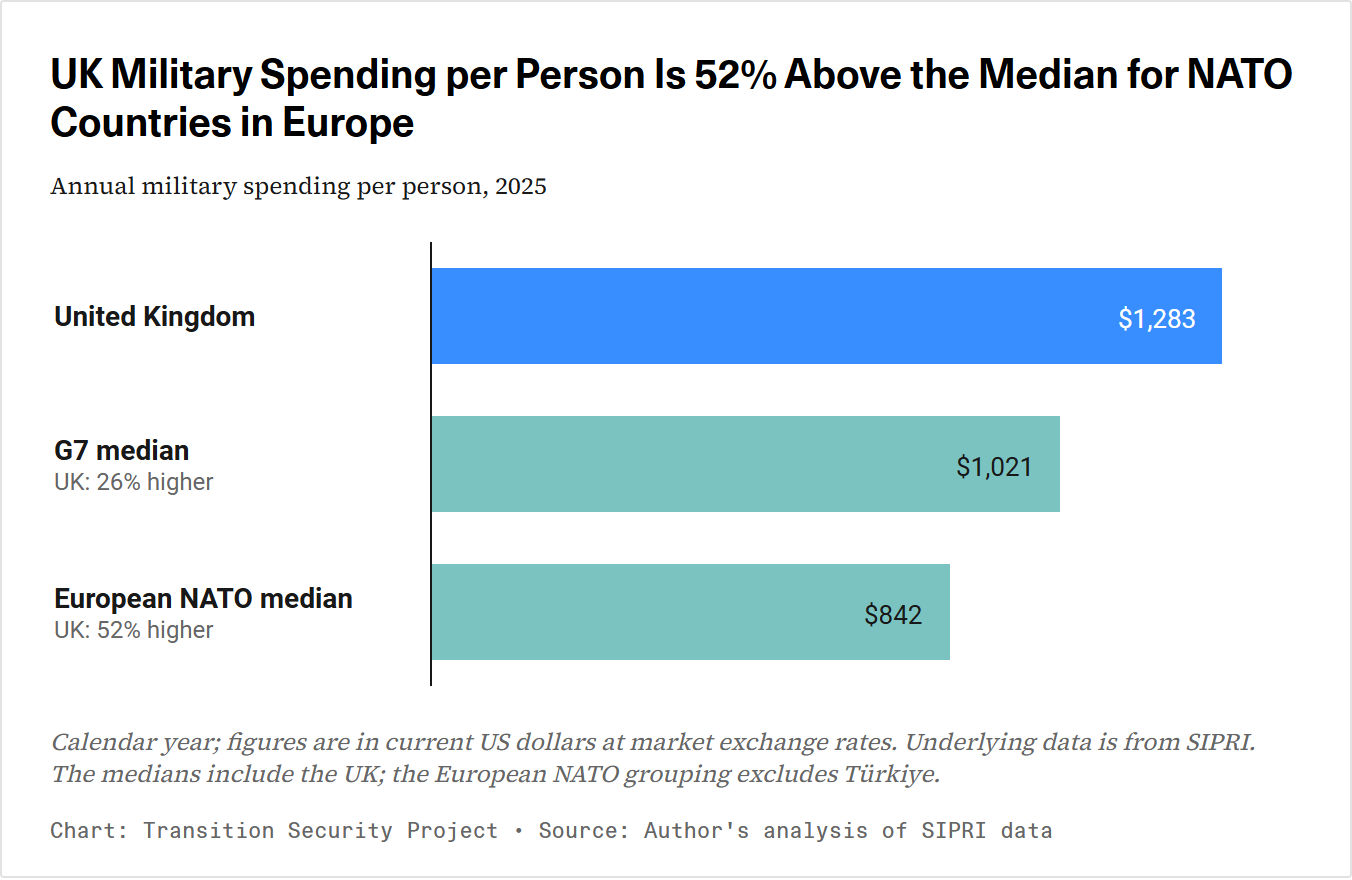 UK Military Spending per Person Is 52% Above the Median for NATO
Countries in Europe
Annual military spending per person, 2025
United Kingdom
$1,283
G7 median
UK: 26% higher
$1,021
European NATO median
UK: 52% higher
$842
Calendar year; figures are in current US dollars at market exchange rates. Underlying data is from SIPRI.
The medians include the UK; the European NATO grouping excludes Türkiye.
Chart: Transition Security Project • Source: Author's analysis of SIPRI data